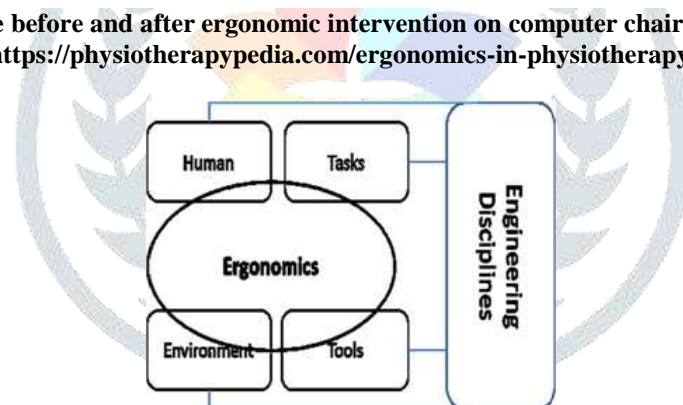 e before and after ergonomic intervention on computer chair
ttps://physiotherapypedia.com/ergonomics-in-physiotherapy
Human
Tasks
Ergonomics
Environment
Tools
Engineering
Disciplines